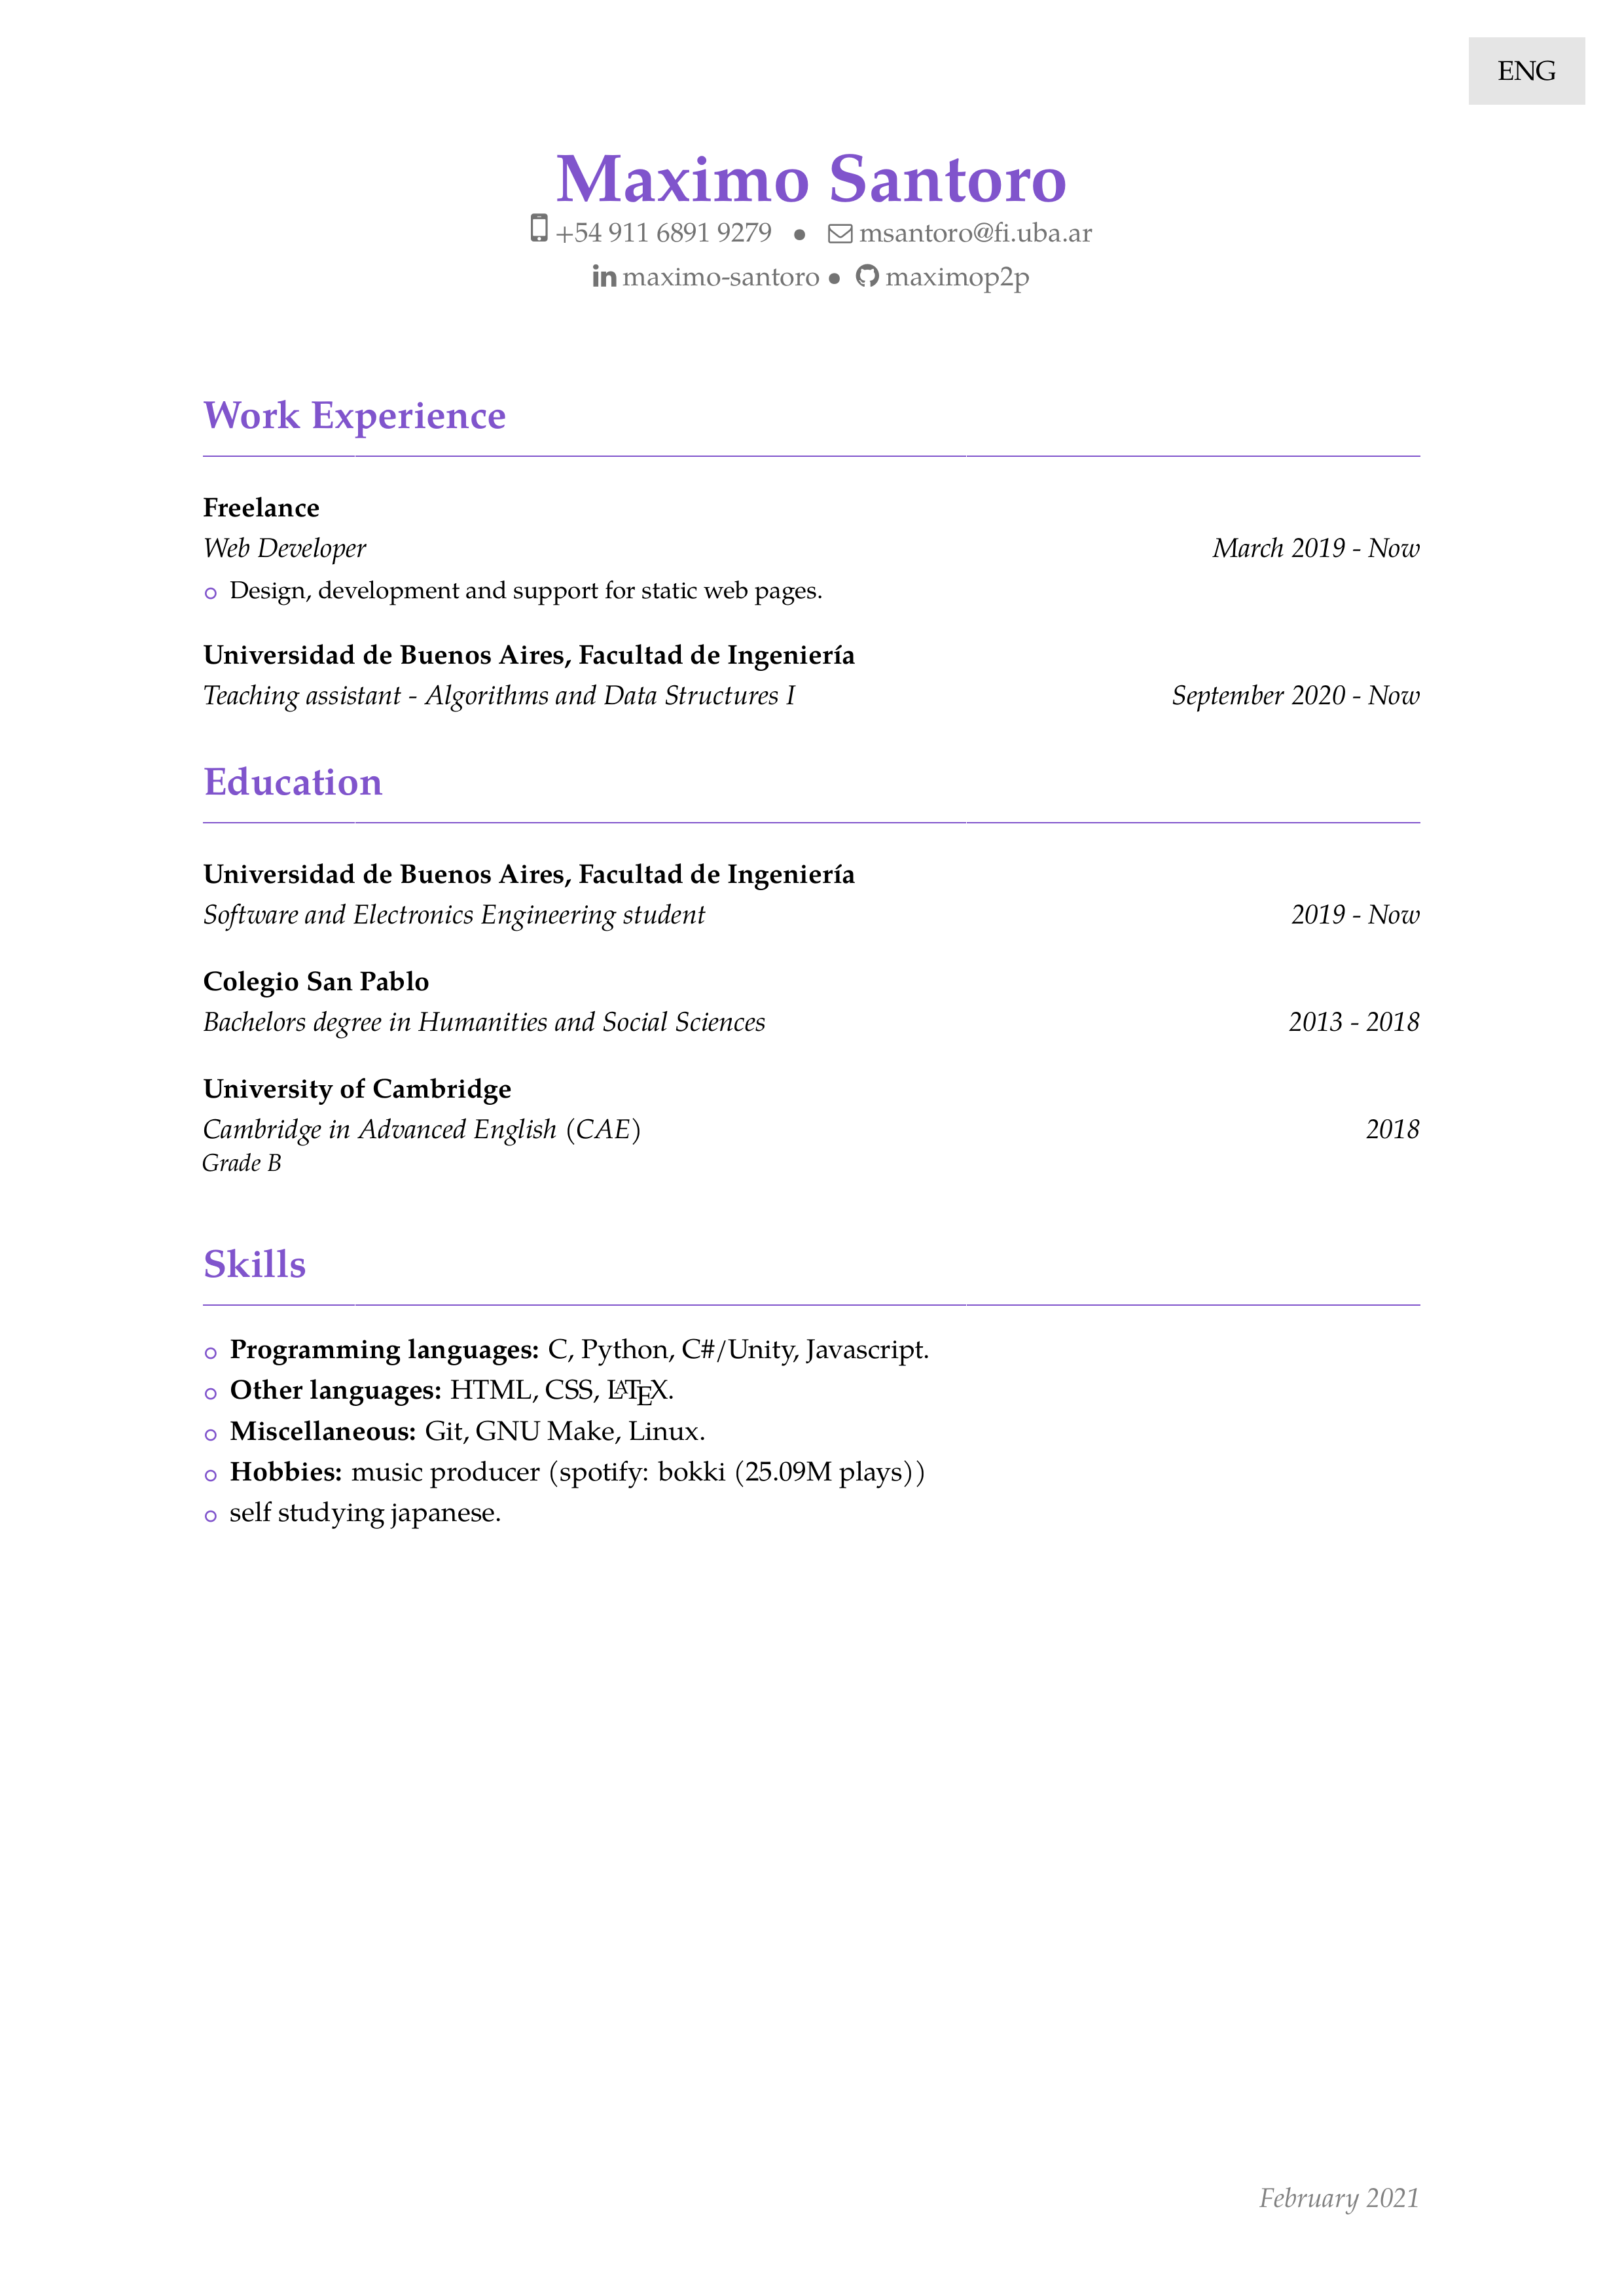 ENG
Maximo Santoro
+54 911 6891 9279 ● msantoro@fi.uba.ar
maximo-santoro ● maximop2p
Work Experience
Freelance
Web Developer March 2019 - Now
Design, development and support for static web pages.
Universidad de Buenos Aires, Facultad de Ingeniería
Teaching assistant - Algorithms and Data Structures I September 2020 - Now
Education
Universidad de Buenos Aires, Facultad de Ingeniería
Software and Electronics Engineering student 2019 - Now
Colegio San Pablo
Bachelors degree in Humanities and Social Sciences 2013 - 2018
University of Cambridge
Cambridge in Advanced English (CAE) 2018
Grade B
Skills
Programming languages: C, Python, C#/Unity, Javascript.
Other languages: HTML, CSS, LATEX.
Miscellaneous: Git, GNU Make, Linux.
Hobbies: music producer (spotify: bokki (25.09M plays))
self studying japanese.
February 2021